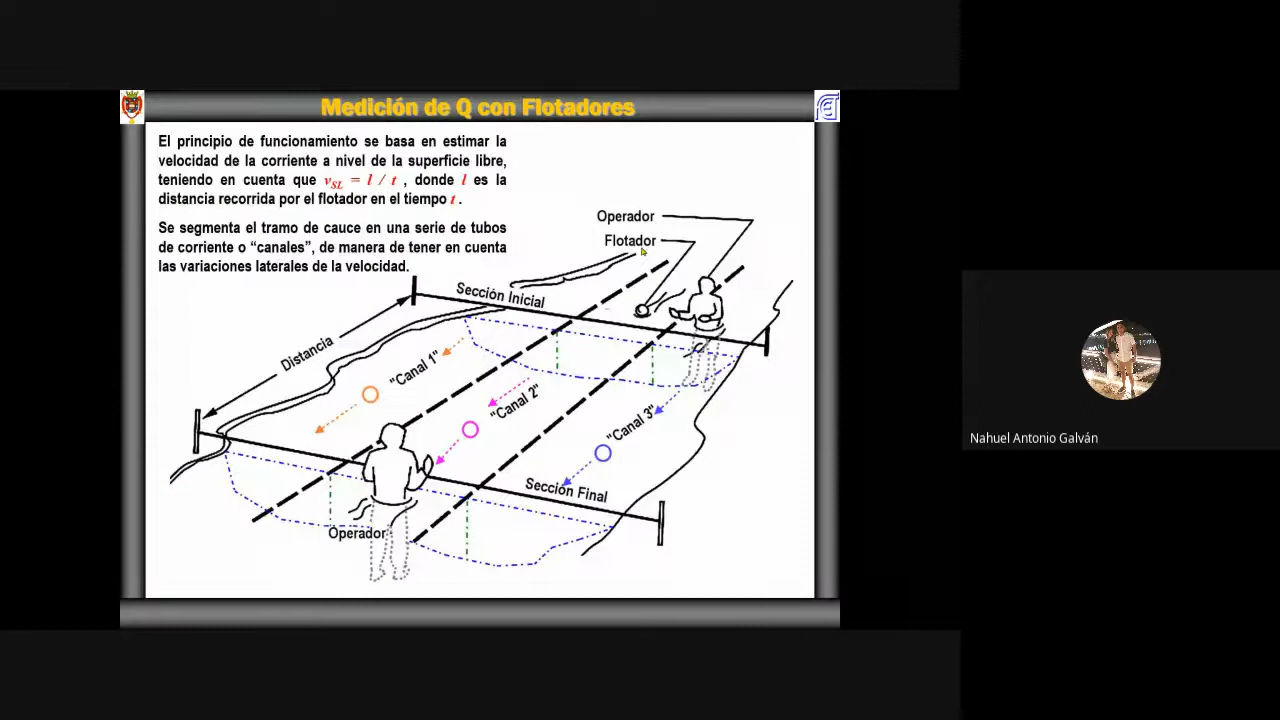 Medición de Q con Flotadores
El principio de funcionamiento se basa en estimar la
velocidad de la corriente a nivel de la superficie libre,
teniendo en cuenta que vSL = l / t , donde l es la
distancia recorrida por el flotador en el tiempo t .
Se segmenta el tramo de cauce en una serie de tubos
de corriente o “canales”, de manera de tener en cuenta
las variaciones laterales de la velocidad.
Operador
Flotador
Sección Inicial
Distancia
"Canal 1"
"Canal 2"
"Canal 3"
Sección Final
Operador
Nahuel Antonio Galván